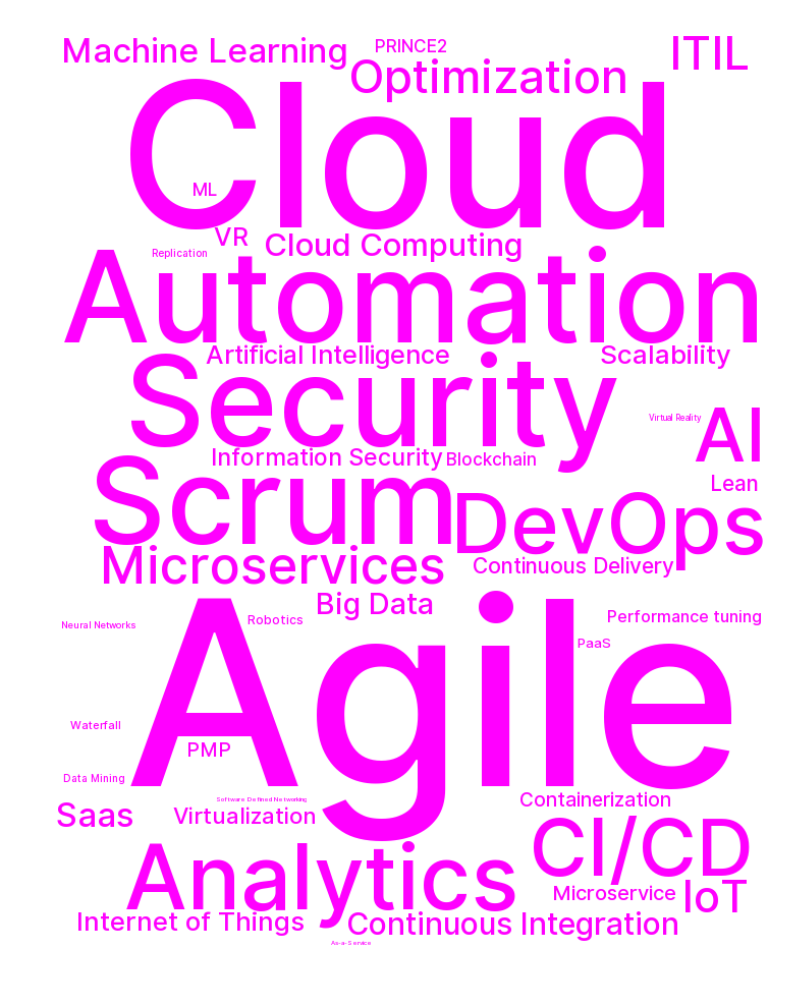 Machine Learning
PRINCE2
ITIL
Optimization
Cloud
ML
VR
Cloud Computing
Replication
Automation
Artificial Intelligence
Scalability
Security
Virtual Reality
AI
Information Security
Blockchain
Lean
Scrum
DevOps
Microservices
Continuous Delivery
Big Data
Neural Networks
Robotics
Performance tuning
Agile
PaaS
Waterfall
PMP
Data Mining
Software Defined Networking
Containerization
Saas
Virtualization
CI/CD
Analytics
Microservice
IoT
Internet of Things
Continuous Integration
As-a-Service